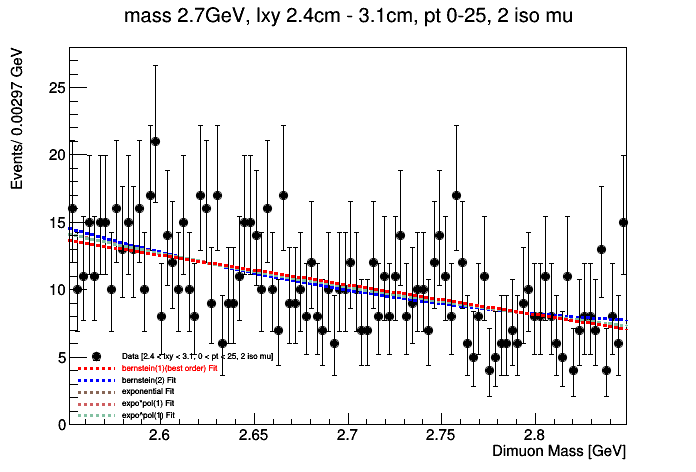 mass 2.7GeV, lxy 2.4cm - 3.1cm, pt 0-25, 2 iso mu
Events/ 0.00297 GeV
25
20
15
10
5
0
Data [2.4 < lxy < 3.1, 0 < pt < 25, 2 iso mu]
bernstein(1)(best order) Fit
bernstein(2) Fit
exponential Fit
expo*pol(1) Fit
expo^pol(1) Fit
2.6 2.65 2.7 2.75 2.8
Dimuon Mass [GeV]